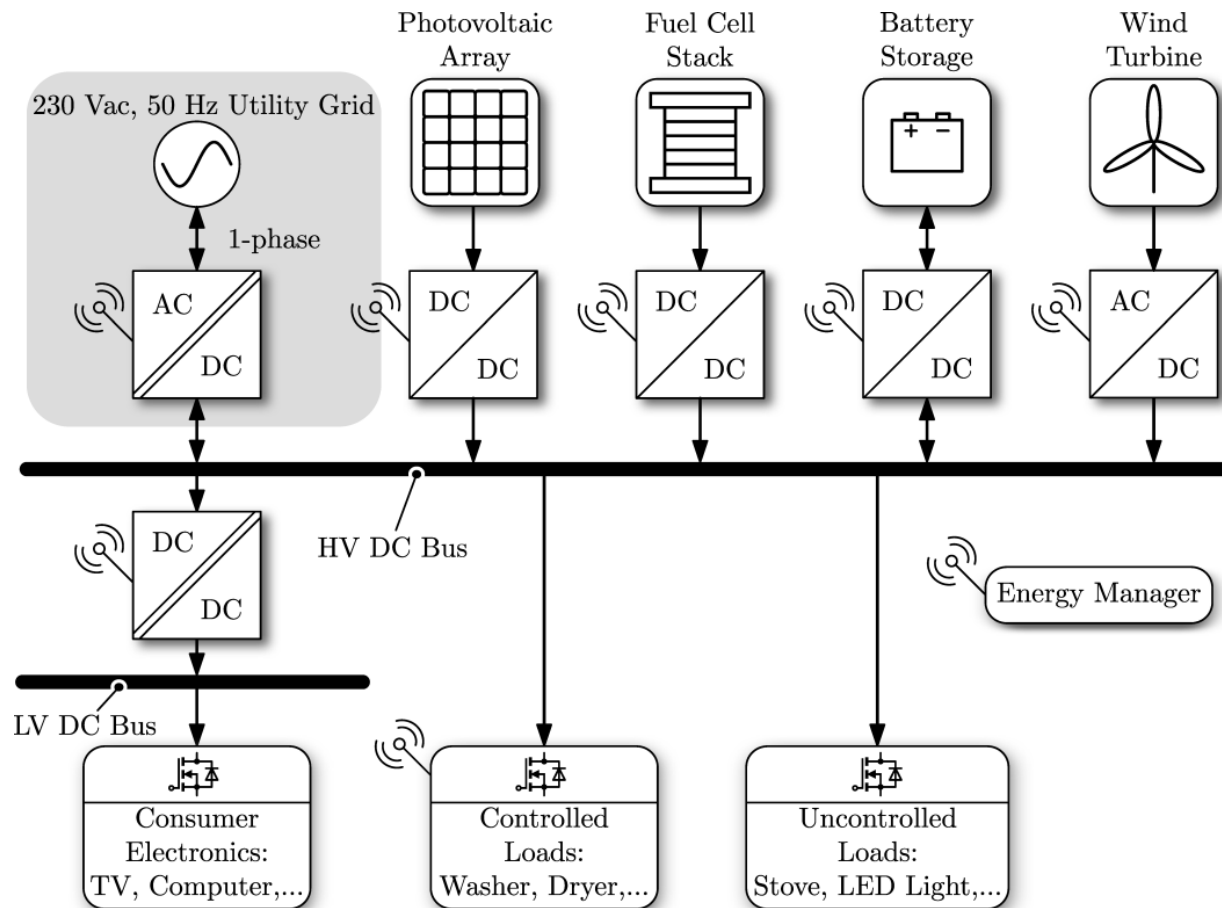 Photovoltaic
Array
Fuel Cell
Stack
Battery
Storage
Wind
Turbine
230 Vac, 50 Hz Utility Grid
+ −
1-phase
AC
DC
DC
DC
DC
DC
DC
DC
AC
DC
HV DC Bus
DC
DC
Energy Manager
LV DC Bus
Consumer
Electronics:
TV, Computer,...
Controlled
Loads:
Washer, Dryer,...
Uncontrolled
Loads:
Stove, LED Light,...